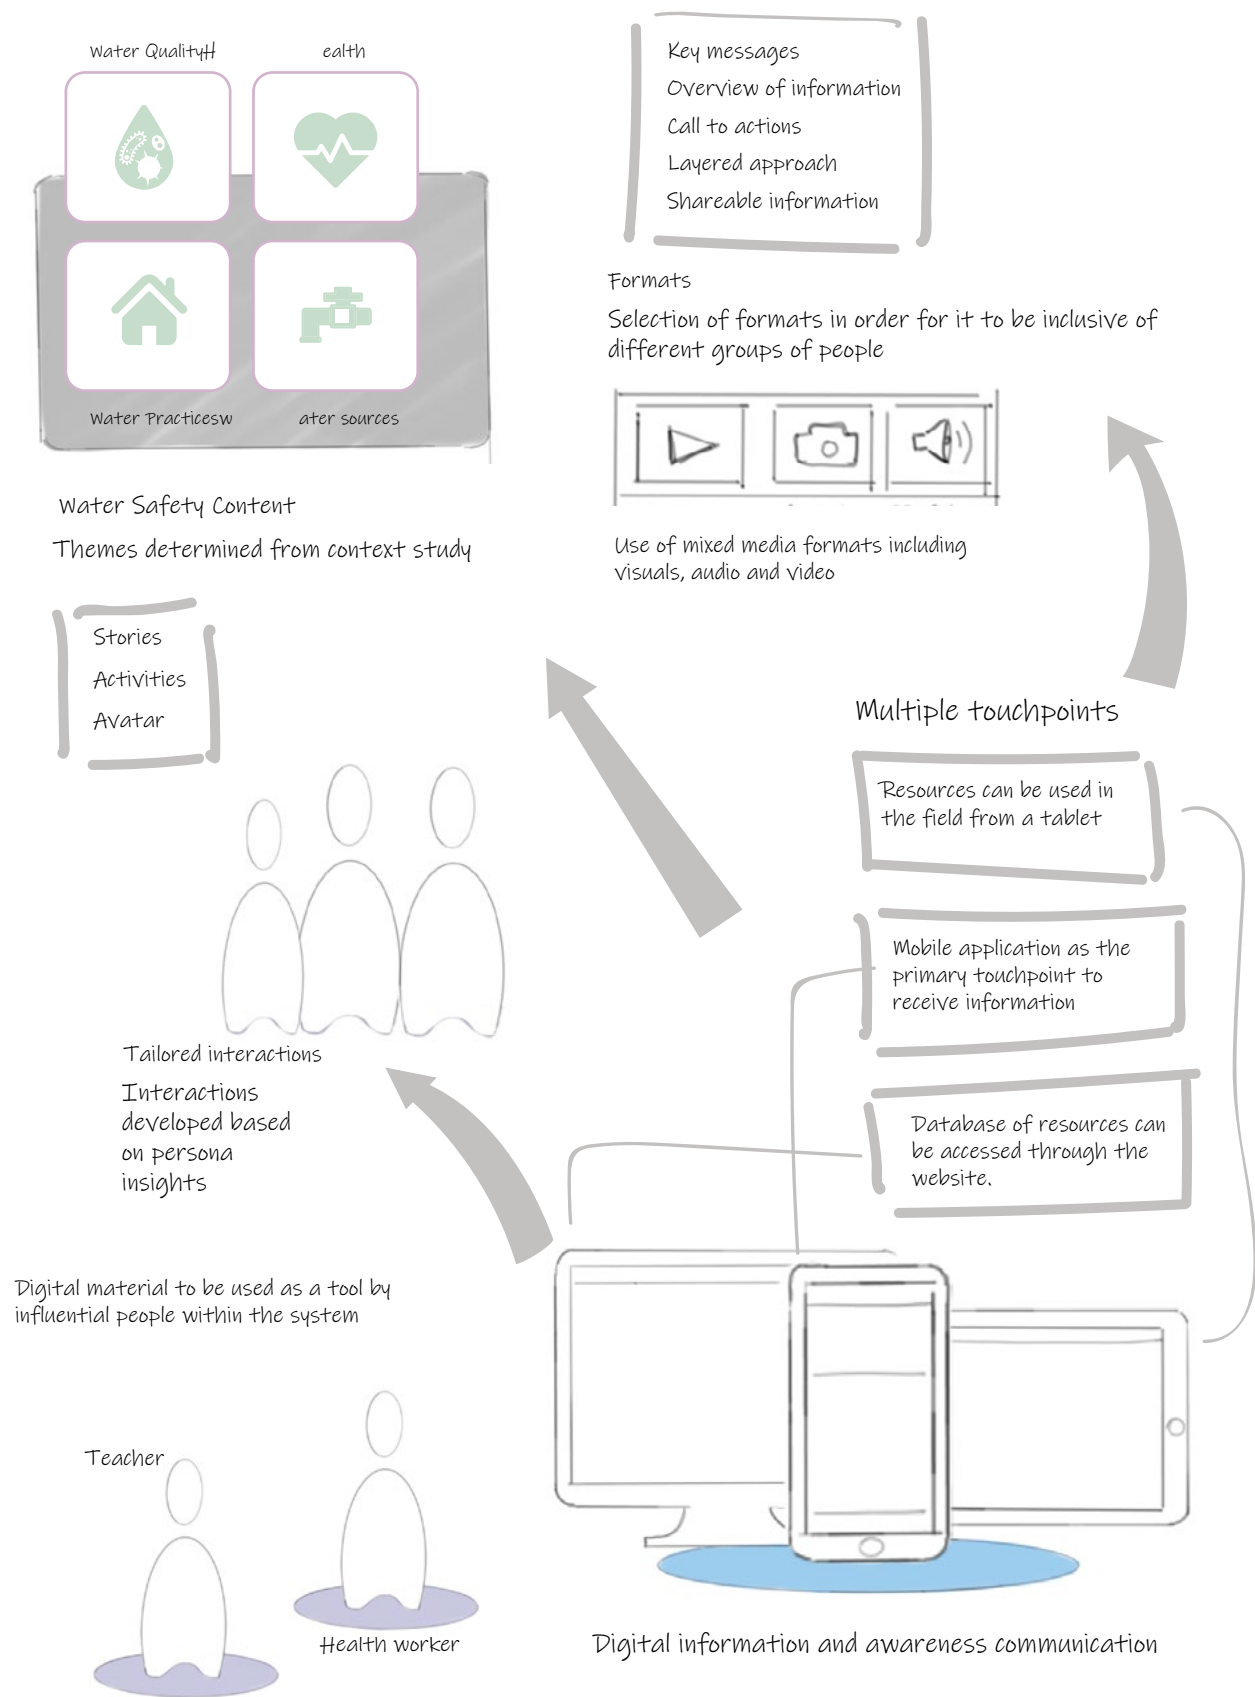 Water QualityH ealth
Water Practicesw ater sources
Water Safety Content
Themes determined from context study
Key messages
Overview of information
Call to actions
Layered approach
Shareable information
Formats
Selection of formats in order for it to be inclusive of
different groups of people
Use of mixed media formats including
visuals, audio and video
Stories
Activities
Avatar
Tailored interactions
Interactions
developed based
on persona
insights
Multiple touchpoints
Resources can be used in
the field from a tablet
Mobile application as the
primary touchpoint to
receive information
Database of resources can
be accessed through the
website.
Digital material to be used as a tool by
influential people within the system
Teacher
Health worker
Digital information and awareness communication